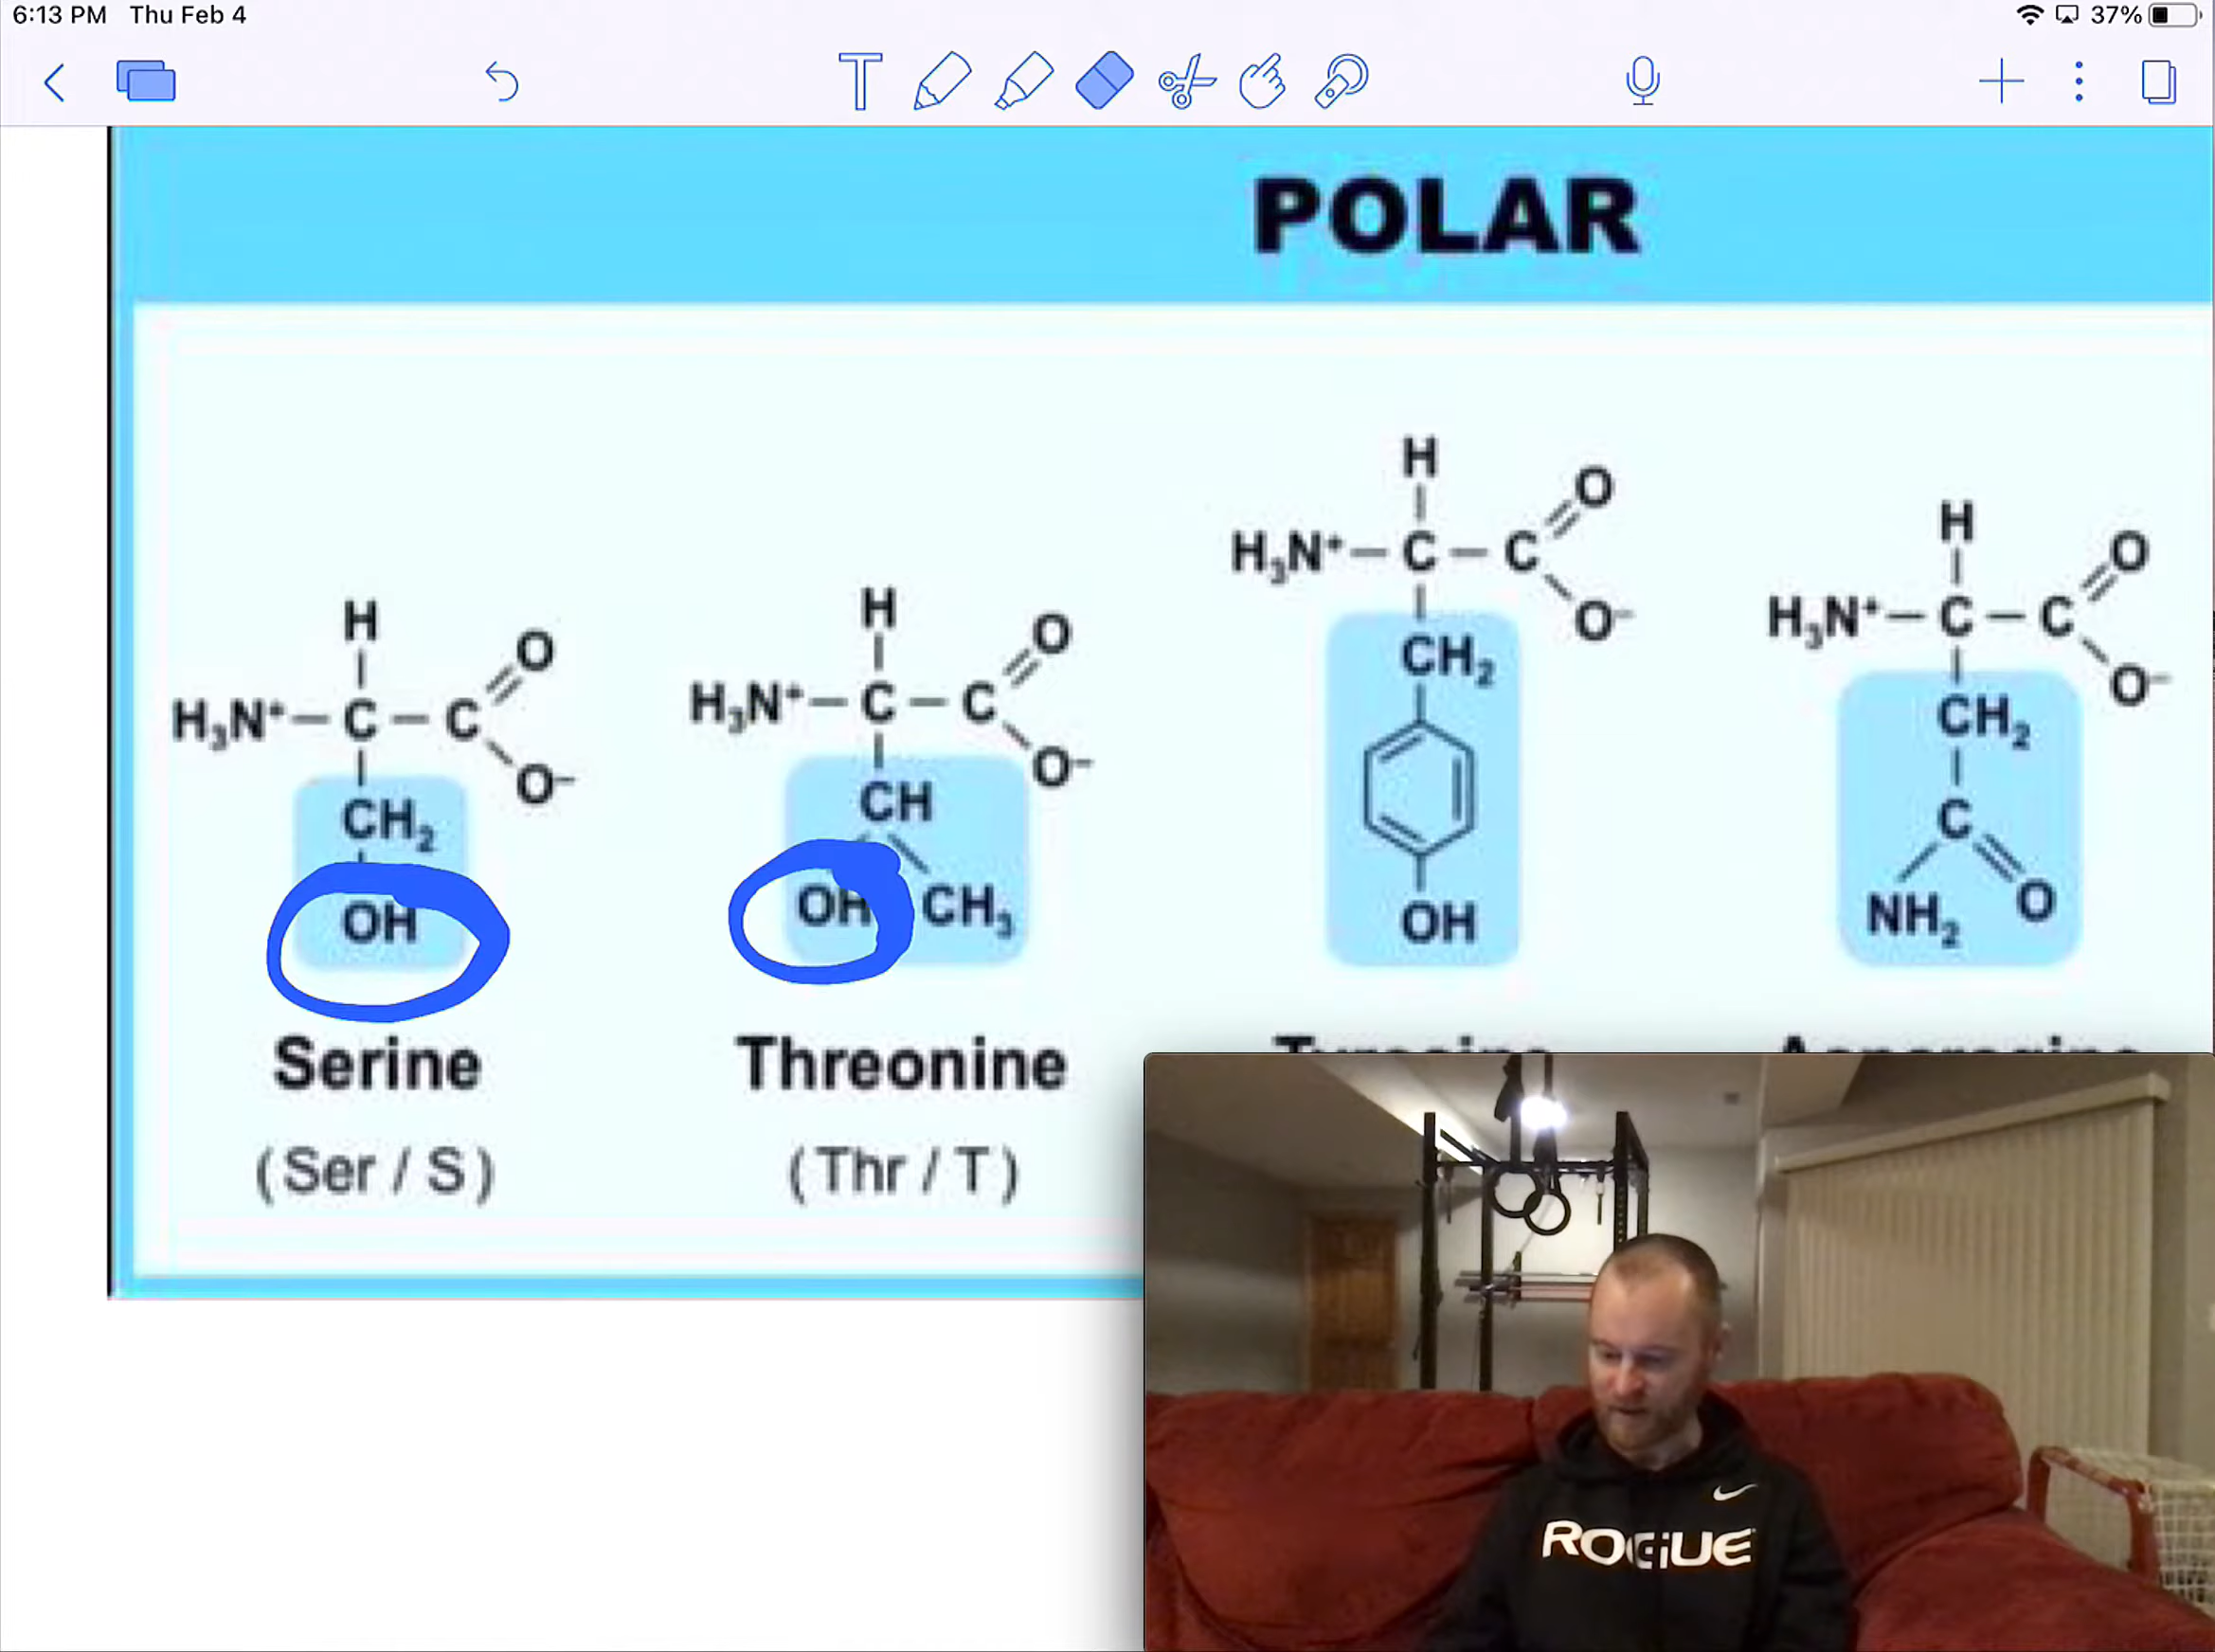 6:13 PM Thu Feb 4
37%
POLAR
H
H₃N⁺–C–C
O
O⁻
CH₂
OH
Serine
(Ser / S)
H
H₃N⁺–C–C
O
O⁻
CH
OH CH₃
Threonine
(Thr / T)
H
H₃N⁺–C–C
O
O⁻
CH₂
OH
H
H₃N⁺–C–C
O
O⁻
CH₂
C
NH₂ O
ROGUE